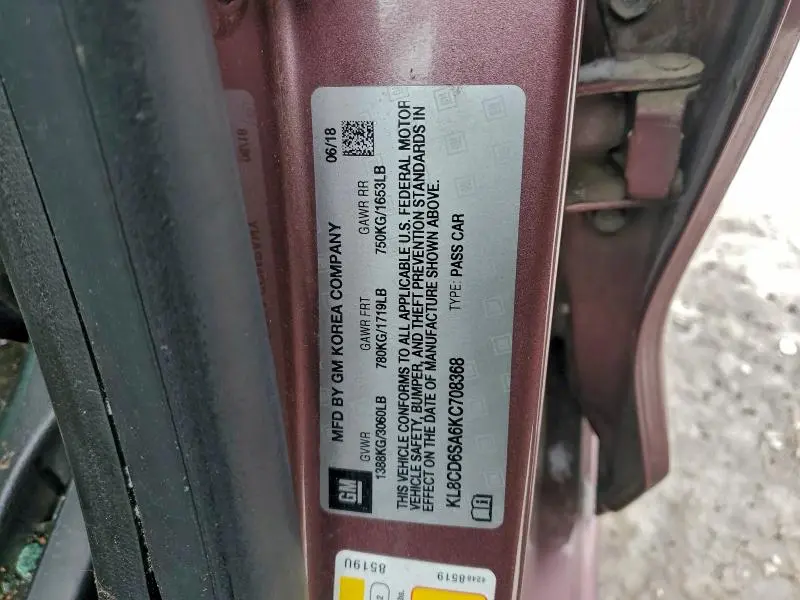 GM
MFD BY GM KOREA COMPANY 06/18
GVWR GAWR FRT GAWR RR
1388KG/3060LB 780KG/1719LB 750KG/1653LB
THIS VEHICLE CONFORMS TO ALL APPLICABLE U.S. FEDERAL MOTOR
VEHICLE SAFETY, BUMPER, AND THEFT PREVENTION STANDARDS IN
EFFECT ON THE DATE OF MANUFACTURE SHOWN ABOVE.
KL8CD6SA6KC708368 TYPE: PASS CAR
8519U
42488519
2